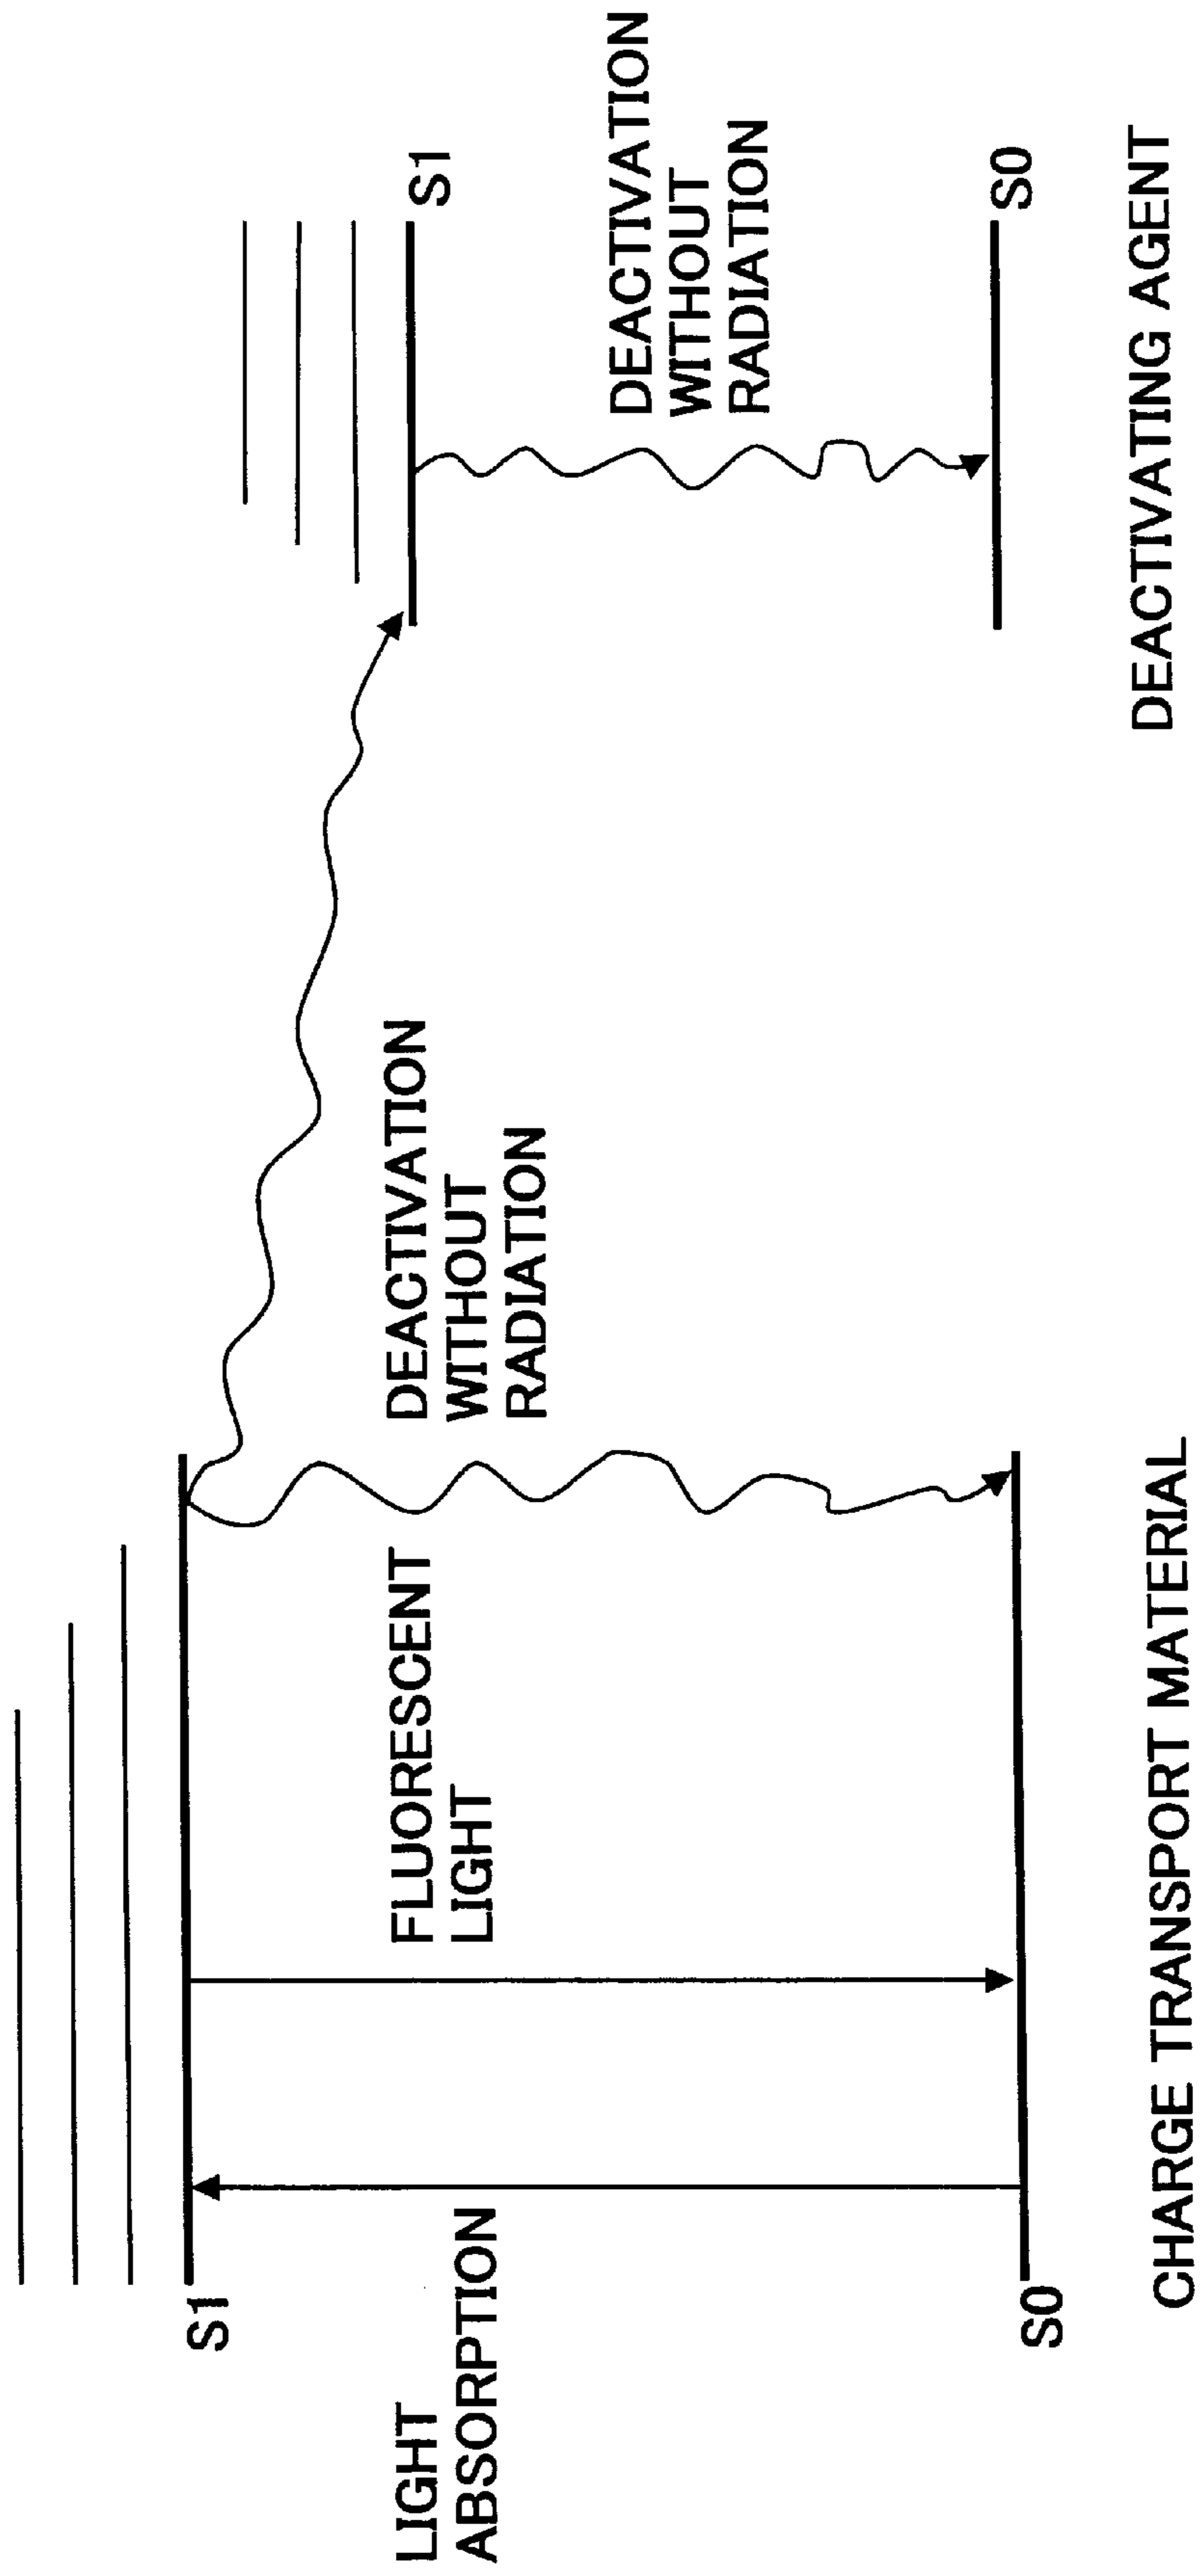 S1
LIGHT
ABSORPTION
FLUORESCENT
LIGHT
DEACTIVATION
WITHOUT
RADIATION
S0
CHARGE TRANSPORT MATERIAL
S1
DEACTIVATION
WITHOUT
RADIATION
S0
DEACTIVATING AGENT